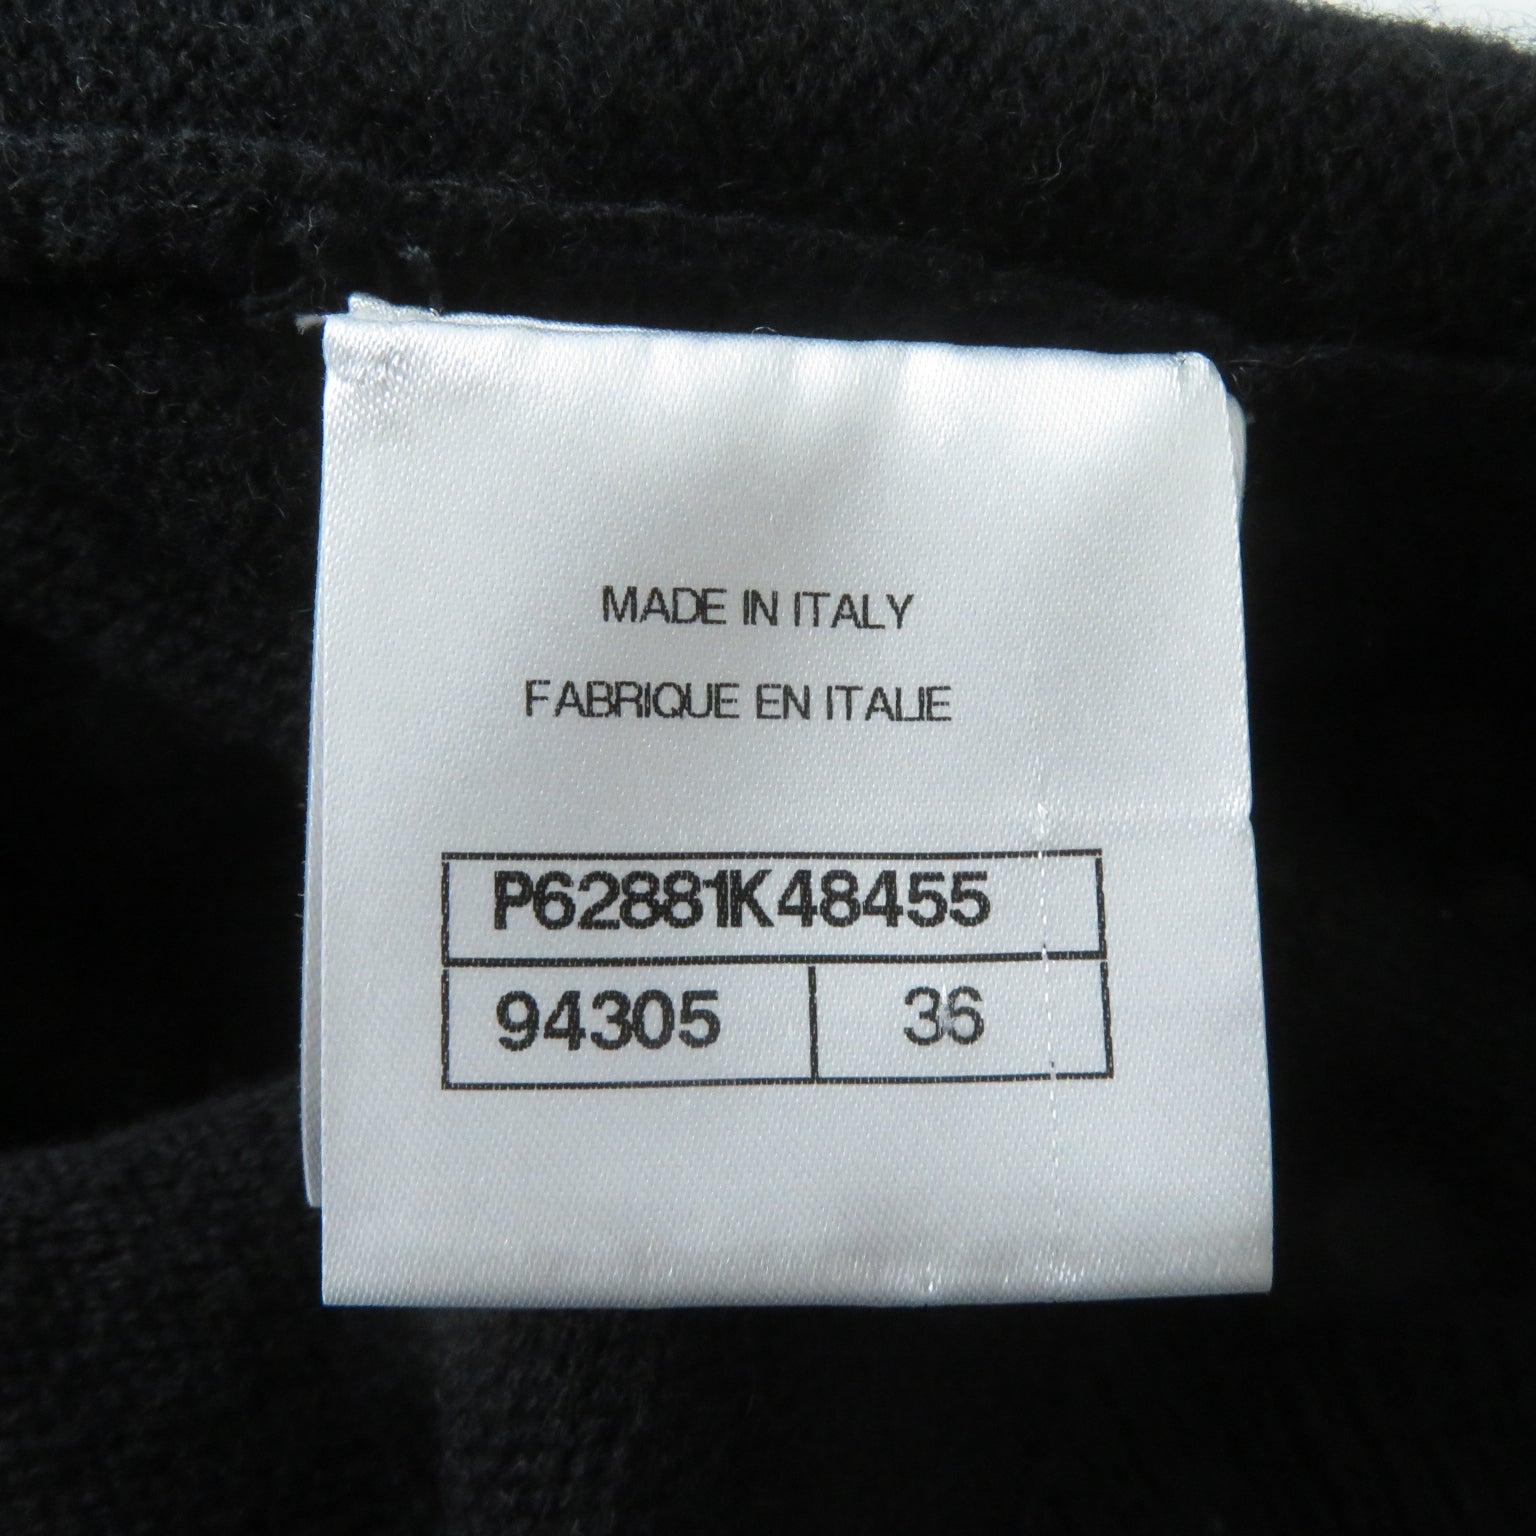 MADE IN ITALY
FABRIQUE EN ITALIE
P62881K48455
94305 36